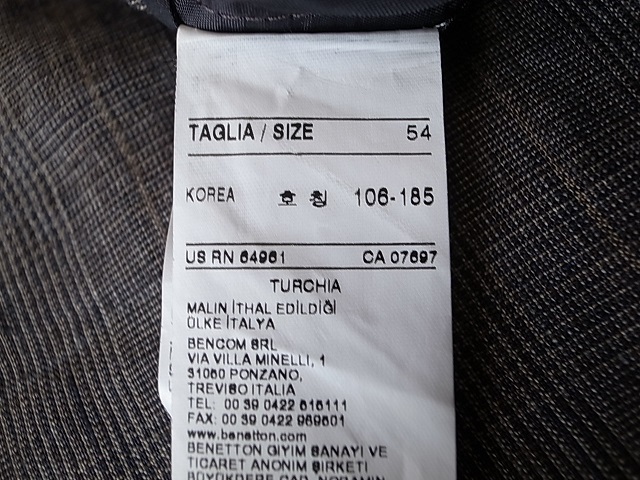 TAGLIA / SIZE 54
KOREA 호칭 106-185
US RN 64961 CA 07697
TURCHIA
MALIN İTHAL EDİLDİĞİ
ÜLKE İTALYA
BENCOM SRL
VIA VILLA MINELLI, 1
31050 PONZANO,
TREVISO ITALIA
TEL: 00 39 0422 616111
FAX: 00 39 0422 969501
www.benetton.com
BENETTON GIYIM SANAYI VE
TICARET ANONIM ŞIRKETI